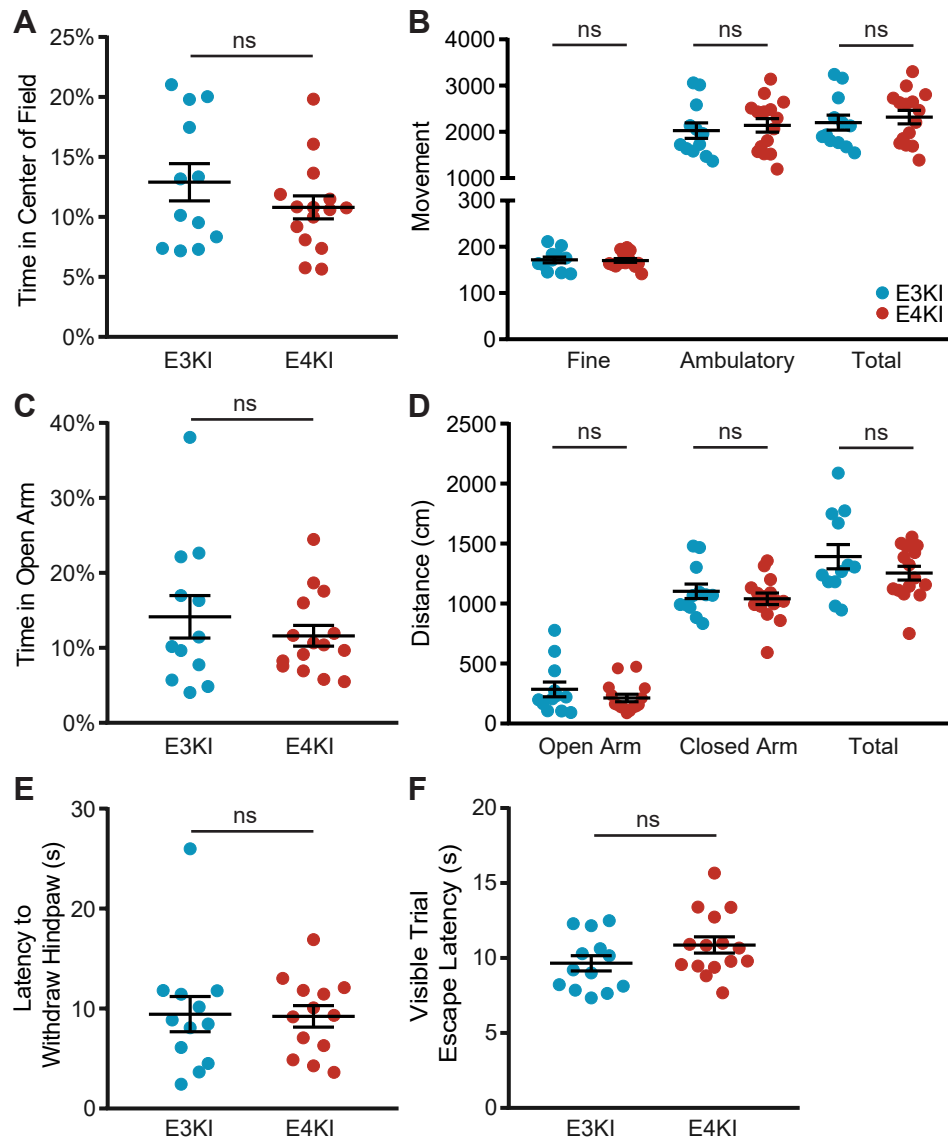 A
25%
20%
15%
10%
5%
0%
Time in Center of Field
ns
E3KI
E4KI
B
4000
3000
2000
1000
300
200
100
0
Movement
ns
ns
ns
E3KI
E4KI
Fine
Ambulatory
Total
C
40%
30%
20%
10%
0%
Time in Open Arm
ns
E3KI
E4KI
D
2500
2000
1500
1000
500
0
Distance (cm)
ns
ns
ns
Open Arm
Closed Arm
Total
E
30
20
10
0
Latency to
Withdraw Hindpaw (s)
ns
E3KI
E4KI
F
20
15
10
5
0
Visible Trial
Escape Latency (s)
ns
E3KI
E4KI